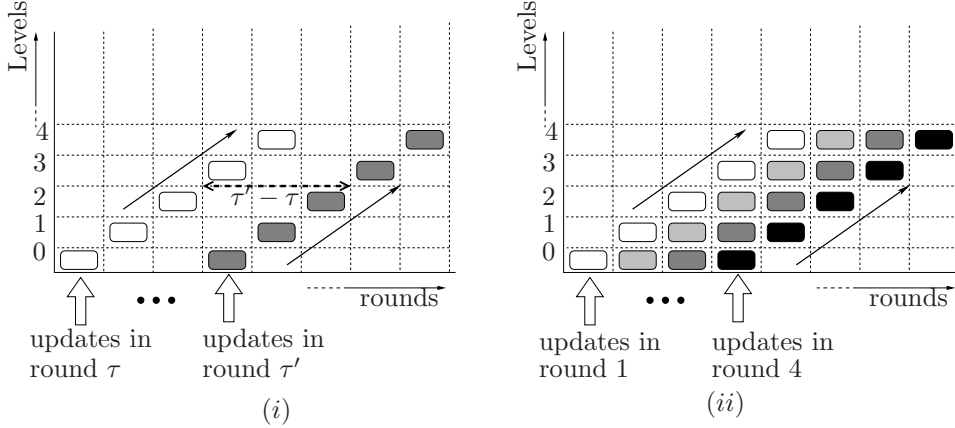 Levels
4
3
2
1
0
τ′ − τ
rounds
updates in
round τ
updates in
round τ′
(i)
Levels
4
3
2
1
0
rounds
updates in
round 1
updates in
round 4
(ii)